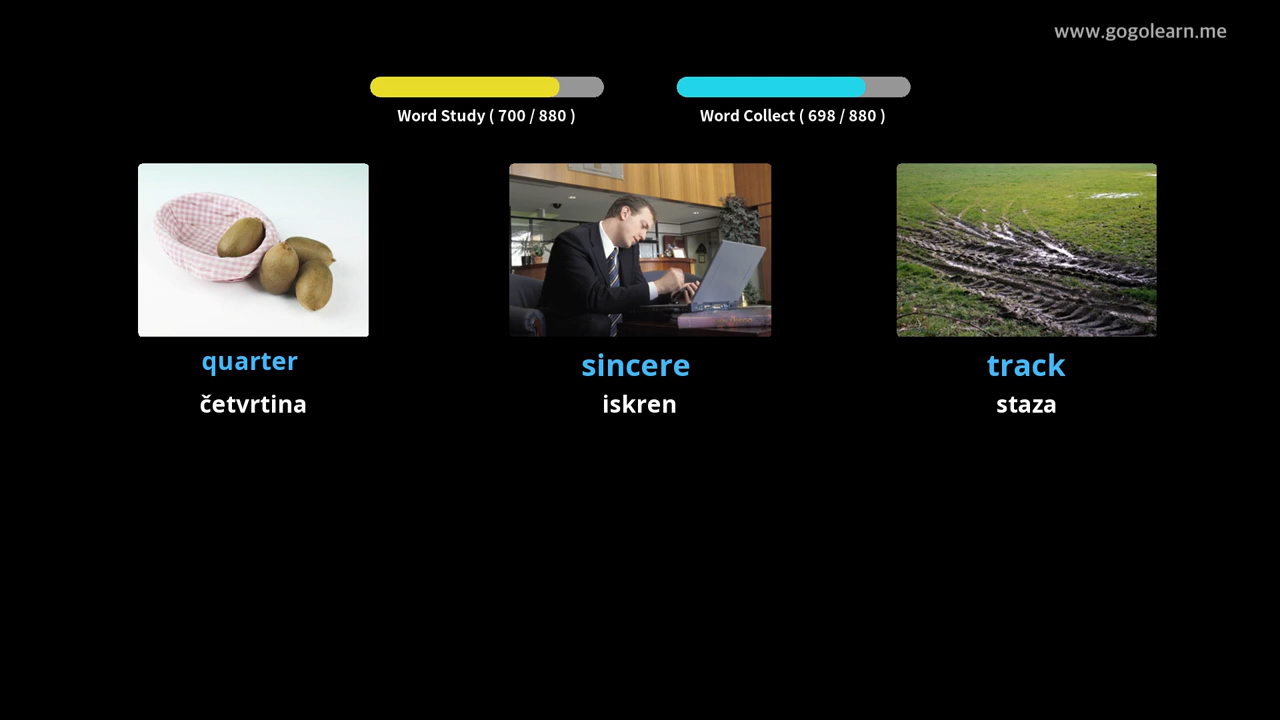 www.gogolearn.me
Word Study ( 700 / 880 )
Word Collect ( 698 / 880 )
quarter
sincere
track
četvrtina
iskren
staza